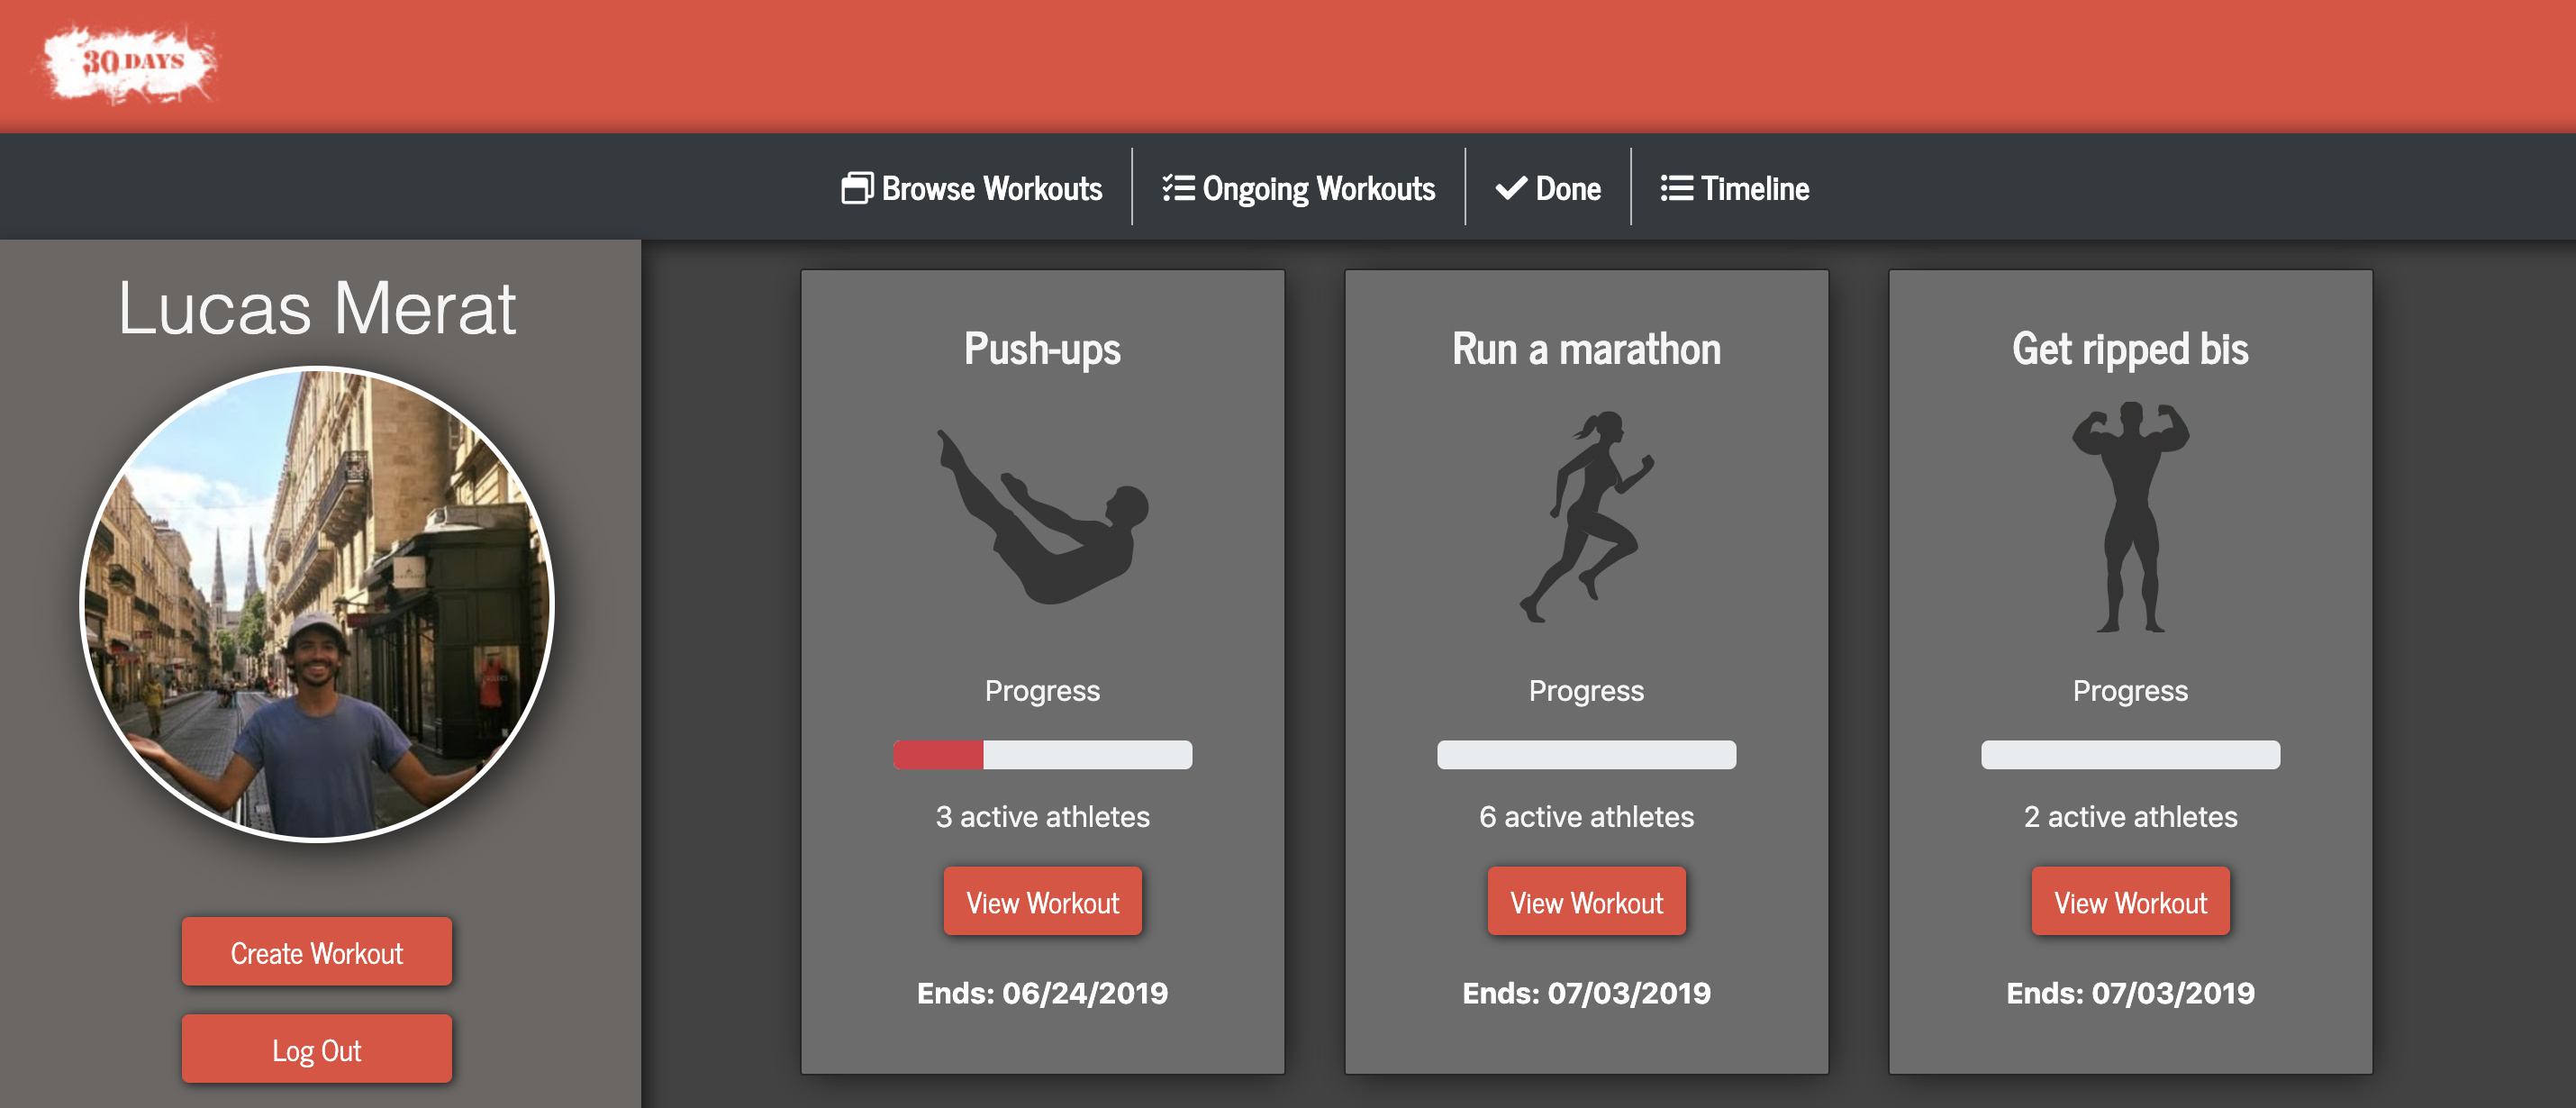 30 DAYS
Browse Workouts
Ongoing Workouts
Done
Timeline
Lucas Merat
Create Workout
Log Out
Push-ups
Progress
3 active athletes
View Workout
Ends: 06/24/2019
Run a marathon
Progress
6 active athletes
View Workout
Ends: 07/03/2019
Get ripped bis
Progress
2 active athletes
View Workout
Ends: 07/03/2019